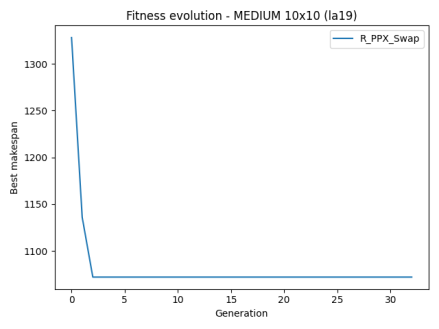 Fitness evolution - MEDIUM 10x10 (la19)
R_PPX_Swap
Best makespan
1300
1250
1200
1150
1100
0 5 10 15 20 25 30
Generation